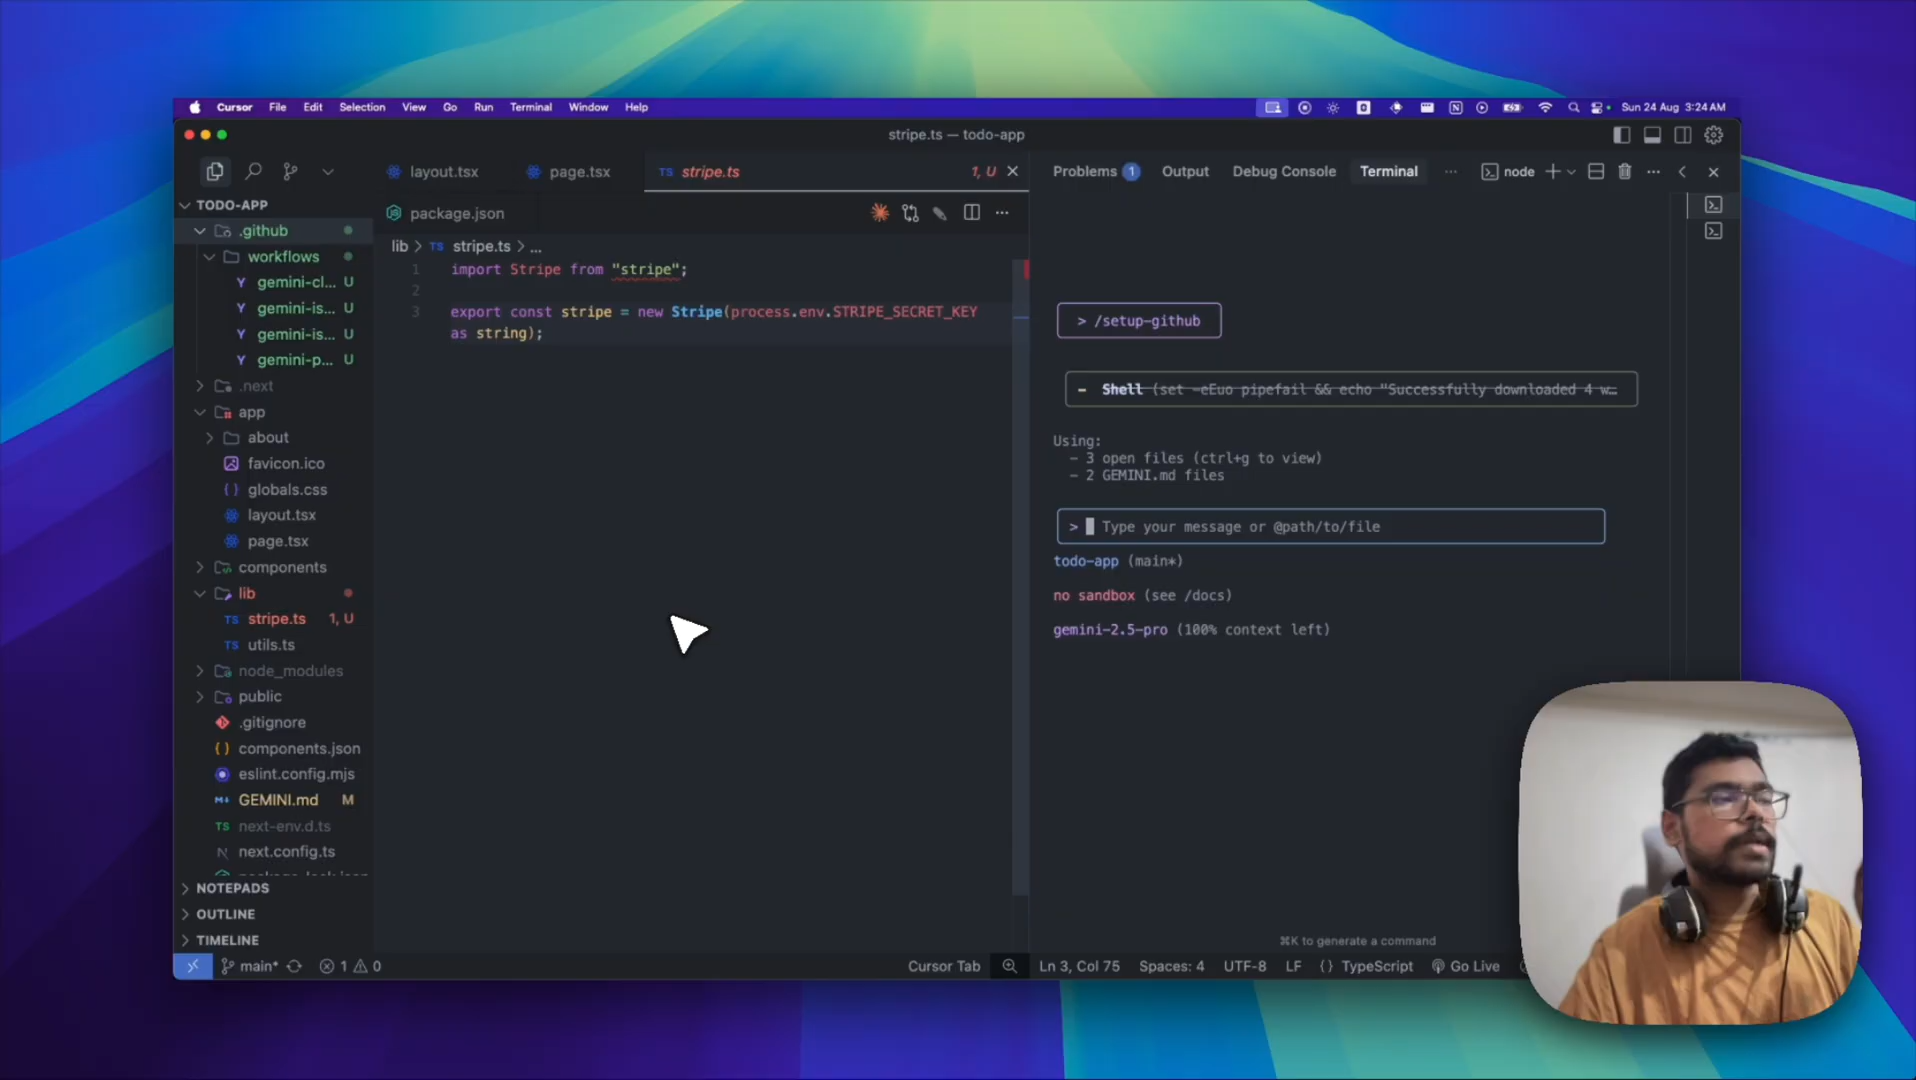 Cursor File Edit Selection View Go Run Terminal Window Help Sun 24 Aug 3:24 AM
stripe.ts — todo-app
layout.tsx page.tsx TS stripe.ts 1, U
package.json
lib > TS stripe.ts > ...
1 import Stripe from "stripe";
2
3 export const stripe = new Stripe(process.env.STRIPE_SECRET_KEY
as string);
TODO-APP
.github
workflows
gemini-cl... U
gemini-is... U
gemini-is... U
gemini-p... U
.next
app
about
favicon.ico
globals.css
layout.tsx
page.tsx
components
lib
TS stripe.ts 1, U
TS utils.ts
node_modules
public
.gitignore
components.json
eslint.config.mjs
GEMINI.md M
TS next-env.d.ts
next.config.ts
NOTEPADS
OUTLINE
TIMELINE
Problems 1 Output Debug Console Terminal ... node
> /setup-github
- Shell (set -eEuo pipefail && echo "Successfully downloaded 4 w…
Using:
- 3 open files (ctrl+g to view)
- 2 GEMINI.md files
> Type your message or @path/to/file
todo-app (main*)
no sandbox (see /docs)
gemini-2.5-pro (100% context left)
⌘K to generate a command
main* 1 0 Cursor Tab Ln 3, Col 75 Spaces: 4 UTF-8 LF {} TypeScript Go Live